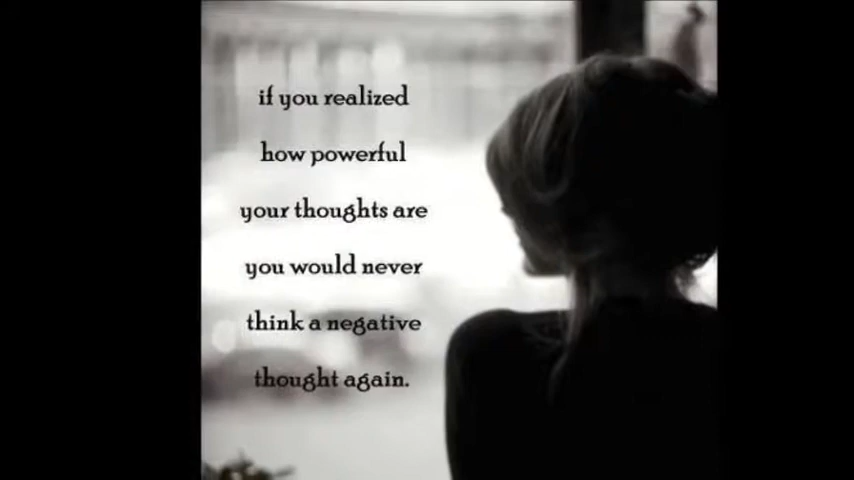 if you realized
how powerful
your thoughts are
you would never
think a negative
thought again.